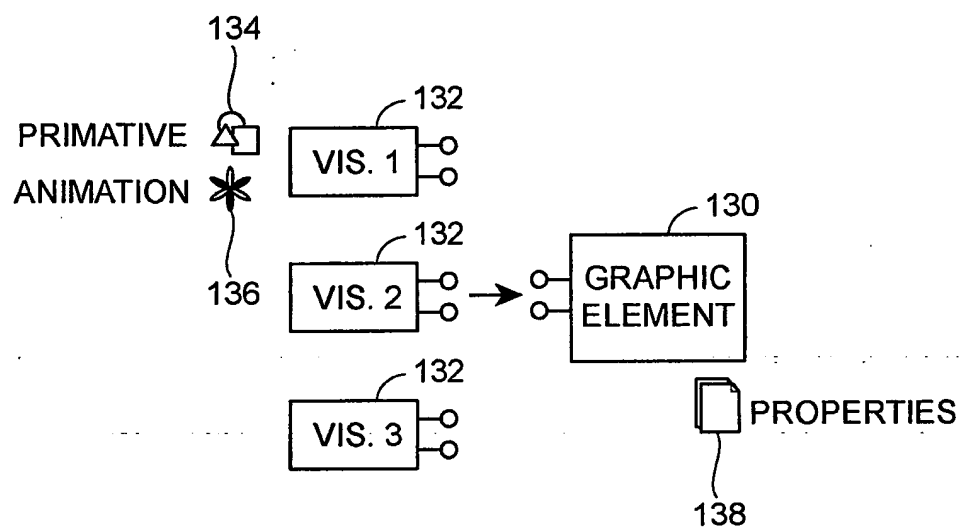 134
132
PRIMATIVE
VIS. 1
ANIMATION
136
132
VIS. 2
130
GRAPHIC
ELEMENT
132
VIS. 3
PROPERTIES
138